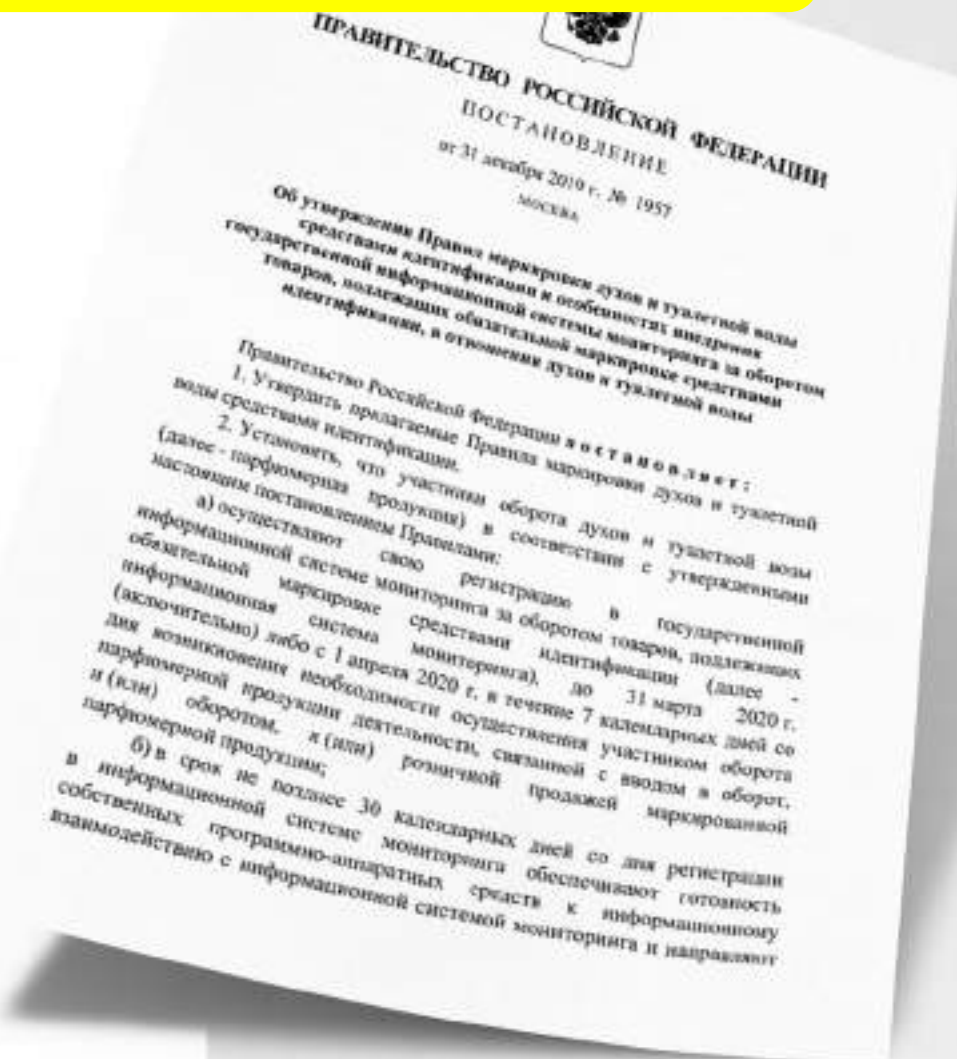 ПРАВИТЕЛЬСТВО РОССИЙСКОЙ ФЕДЕРАЦИИ
ПОСТАНОВЛЕНИЕ
от 31 декабря 2019 г. № 1957
МОСКВА
Об утверждении Правил маркировки духов и туалетной воды
средствами идентификации и особенностях внедрения
государственной информационной системы мониторинга за оборотом
товаров, подлежащих обязательной маркировке средствами
идентификации, в отношении духов и туалетной воды
Правительство Российской Федерации п о с т а н о в л я е т :
1. Утвердить прилагаемые Правила маркировки духов и туалетной
воды средствами идентификации.
2. Установить, что участники оборота духов и туалетной воды
(далее - парфюмерная продукция) в соответствии с утвержденными
настоящим постановлением Правилами:
а) осуществляют свою регистрацию в государственной
информационной системе мониторинга за оборотом товаров, подлежащих
обязательной маркировке средствами идентификации (далее -
информационная система мониторинга), до 31 марта 2020 г.
(включительно) либо с 1 апреля 2020 г. в течение 7 календарных дней со
дня возникновения необходимости осуществления участником оборота
парфюмерной продукции деятельности, связанной с вводом в оборот,
и (или) оборотом, и (или) розничной продажей маркированной
парфюмерной продукции;
б) в срок не позднее 30 календарных дней со дня регистрации
в информационной системе мониторинга обеспечивают готовность
собственных программно-аппаратных средств к информационному
взаимодействию с информационной системой мониторинга и направляют